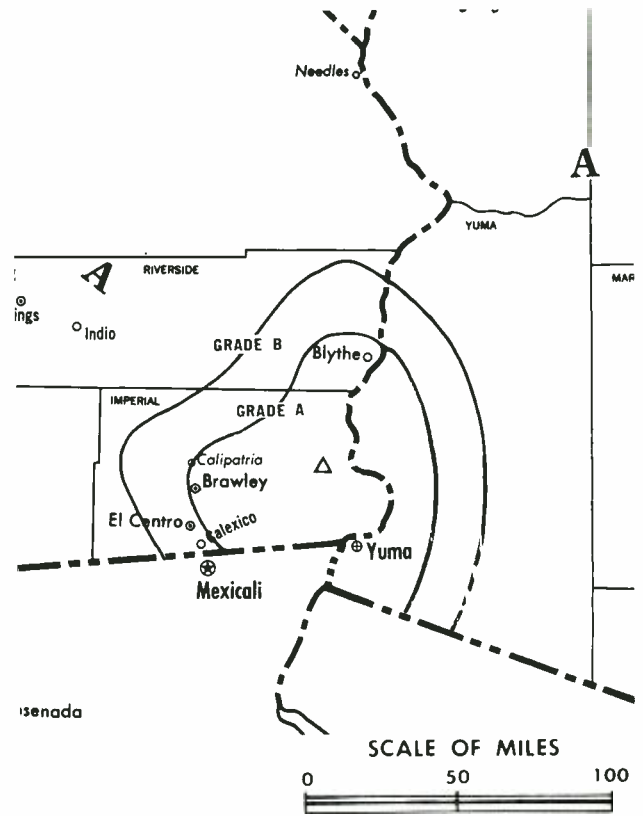 Needles
A
YUMA
A
RIVERSIDE
MAR
ings
Indio
GRADE B
Blythe
IMPERIAL
GRADE A
Calipatria
Brawley
El Centro
Calexico
Yuma
Mexicali
senada
SCALE OF MILES
0 50 100